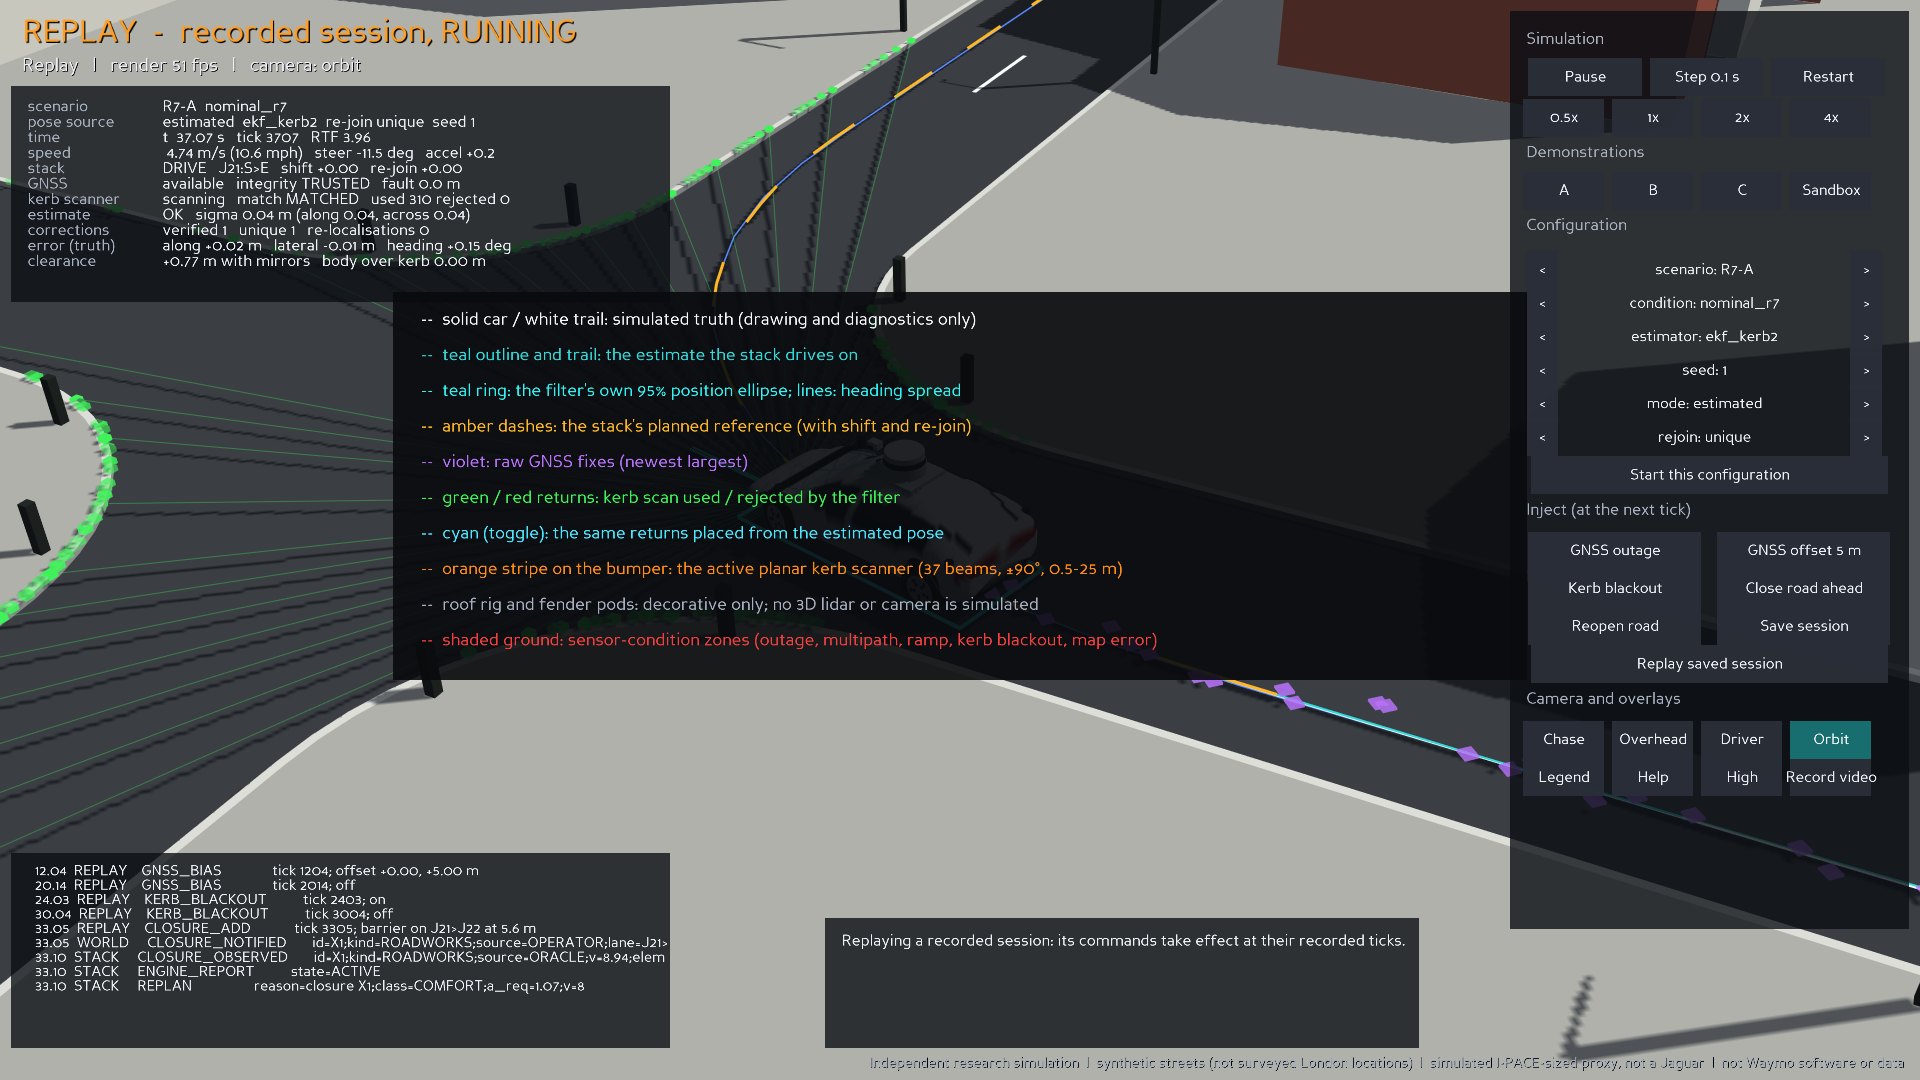 REPLAY - recorded session, RUNNING
Replay | render 51 fps | camera: orbit
scenario R7-A nominal_r7
pose source estimated ekf_kerb2 re-join unique seed 1
time t 37.07 s tick 3707 RTF 3.96
speed 4.74 m/s (10.6 mph) steer -11.5 deg accel +0.2
stack DRIVE J21:S>E shift +0.00 re-join +0.00
GNSS available integrity TRUSTED fault 0.0 m
kerb scanner scanning match MATCHED used 310 rejected 0
estimate OK sigma 0.04 m (along 0.04, across 0.04)
corrections verified 1 unique 1 re-localisations 0
error (truth) along +0.02 m lateral -0.01 m heading +0.15 deg
clearance +0.77 m with mirrors body over kerb 0.00 m
-- solid car / white trail: simulated truth (drawing and diagnostics only)
-- teal outline and trail: the estimate the stack drives on
-- teal ring: the filter's own 95% position ellipse; lines: heading spread
-- amber dashes: the stack's planned reference (with shift and re-join)
-- violet: raw GNSS fixes (newest largest)
-- green / red returns: kerb scan used / rejected by the filter
-- cyan (toggle): the same returns placed from the estimated pose
-- orange stripe on the bumper: the active planar kerb scanner (37 beams, ±90°, 0.5-25 m)
-- roof rig and fender pods: decorative only; no 3D lidar or camera is simulated
-- shaded ground: sensor-condition zones (outage, multipath, ramp, kerb blackout, map error)
Simulation
Pause Step 0.1 s Restart
0.5x 1x 2x 4x
Demonstrations
A B C Sandbox
Configuration
< scenario: R7-A >
< condition: nominal_r7 >
< estimator: ekf_kerb2 >
< seed: 1 >
< mode: estimated >
< rejoin: unique >
Start this configuration
Inject (at the next tick)
GNSS outage GNSS offset 5 m
Kerb blackout Close road ahead
Reopen road Save session
Replay saved session
Camera and overlays
Chase Overhead Driver Orbit
Legend Help High Record video
12.04 REPLAY GNSS_BIAS tick 1204; offset +0.00, +5.00 m
20.14 REPLAY GNSS_BIAS tick 2014; off
24.03 REPLAY KERB_BLACKOUT tick 2403; on
30.04 REPLAY KERB_BLACKOUT tick 3004; off
33.05 REPLAY CLOSURE_ADD tick 3305; barrier on J21>J22 at 5.6 m
33.05 WORLD CLOSURE_NOTIFIED id=X1;kind=ROADWORKS;source=OPERATOR;lane=J21>
33.10 STACK CLOSURE_OBSERVED id=X1;kind=ROADWORKS;source=ORACLE;v=8.94;elem
33.10 STACK ENGINE_REPORT state=ACTIVE
33.10 STACK REPLAN reason=closure X1;class=COMFORT;a_req=1.07;v=8
Replaying a recorded session: its commands take effect at their recorded ticks.
Independent research simulation | synthetic streets (not surveyed London locations) | simulated I-PACE-sized proxy, not a Jaguar | not Waymo software or data